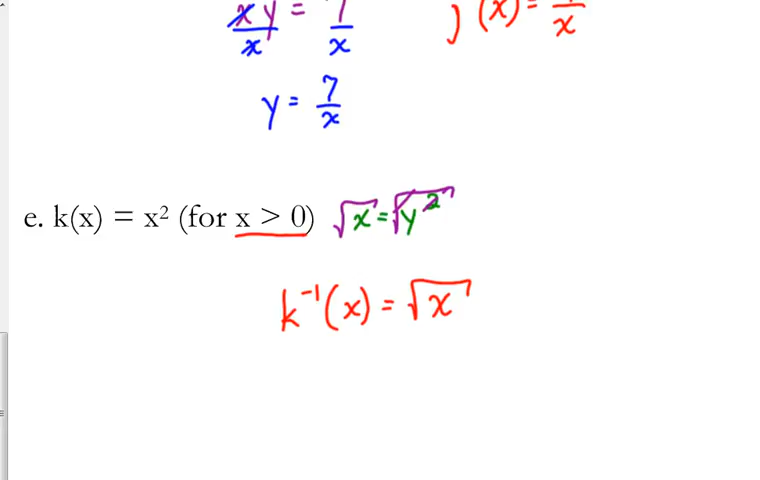 xy/x = 7/x
j (x) = /x
y = 7/x
e. k(x) = x² (for x > 0) √x = √y²
k⁻¹(x) = √x